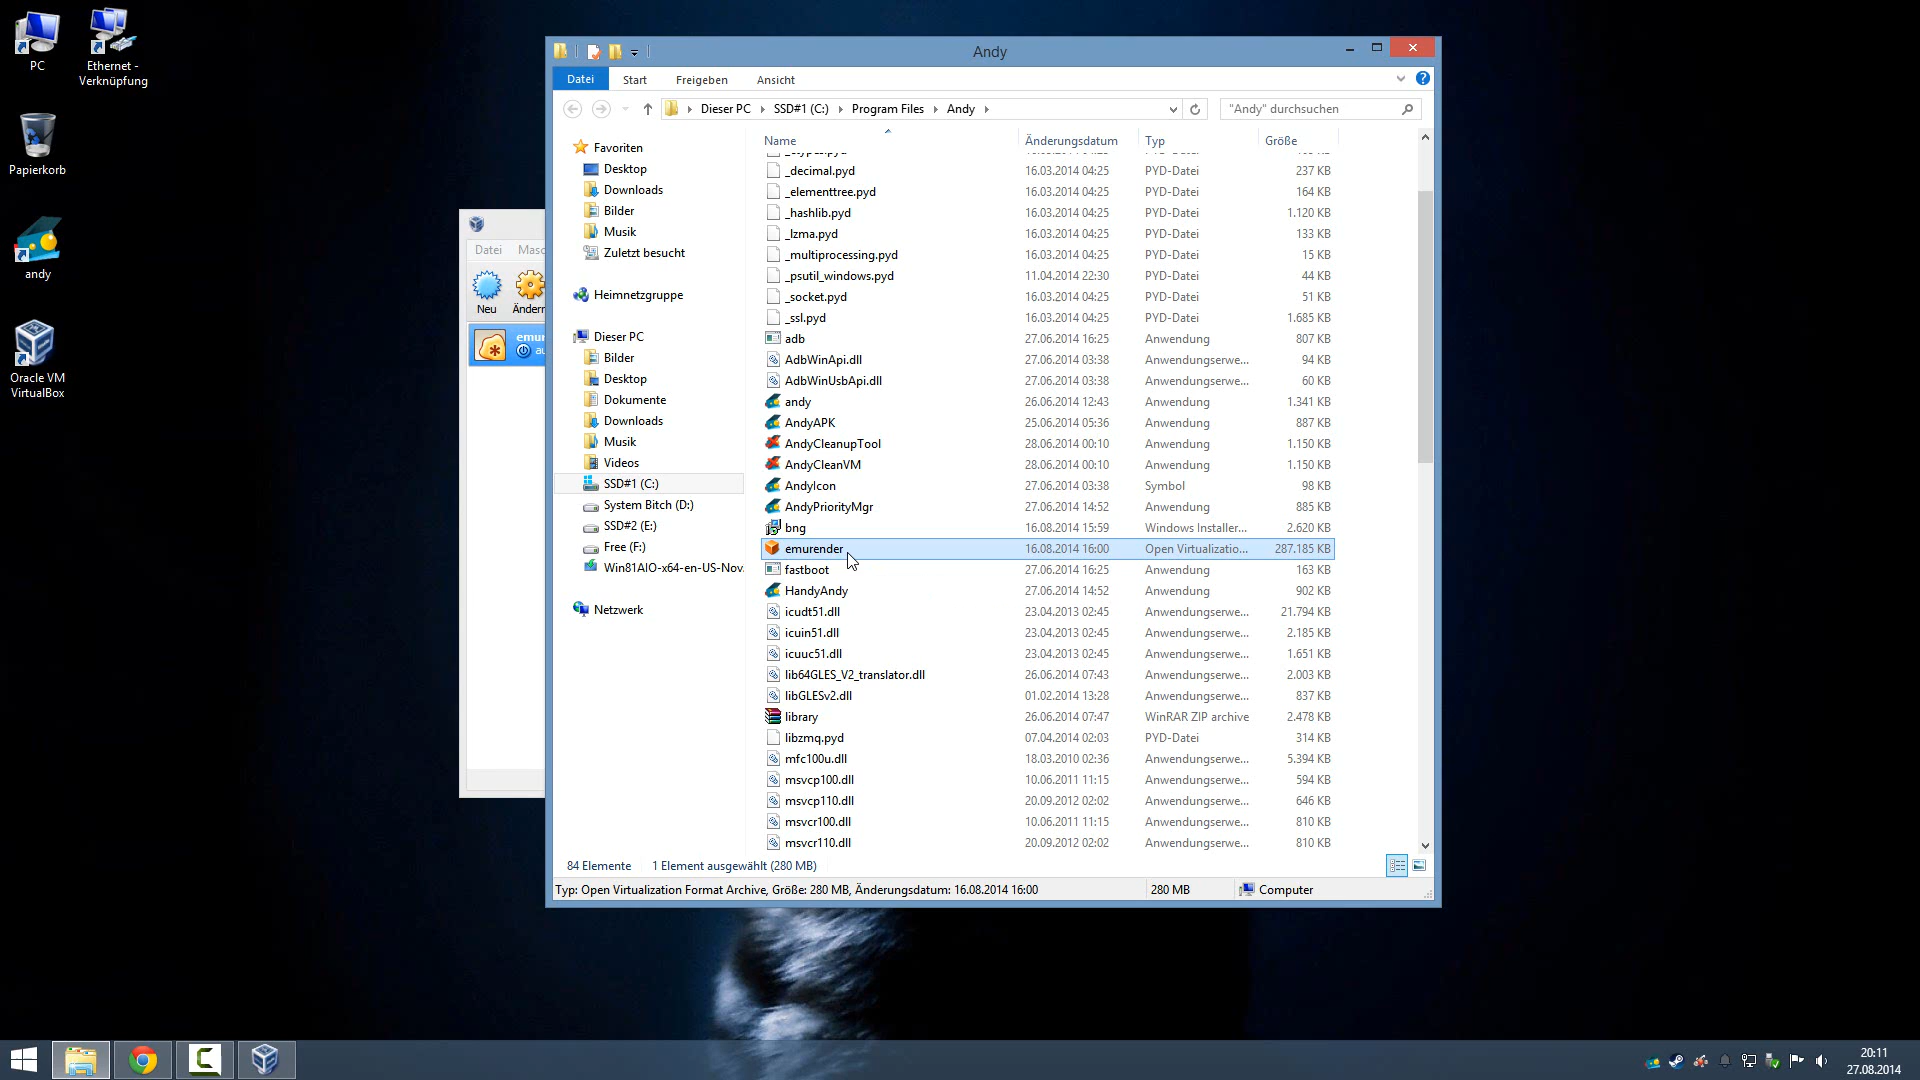 PC
Ethernet -
Verknüpfung
Papierkorb
andy
Oracle VM
VirtualBox
Datei
Neu
Andy
Datei Start Freigeben Ansicht
Dieser PC SSD#1 (C:) Program Files Andy "Andy" durchsuchen
Favoriten
Desktop
Downloads
Bilder
Musik
Zuletzt besucht
Heimnetzgruppe
Dieser PC
Bilder
Desktop
Dokumente
Downloads
Musik
Videos
SSD#1 (C:)
System Bitch (D:)
SSD#2 (E:)
Free (F:)
Win81AIO-x64-en-US-Nov.
Netzwerk
Name Änderungsdatum Typ Größe
_decimal.pyd 16.03.2014 04:25 PYD-Datei 237 KB
_elementtree.pyd 16.03.2014 04:25 PYD-Datei 164 KB
_hashlib.pyd 16.03.2014 04:25 PYD-Datei 1.120 KB
_lzma.pyd 16.03.2014 04:25 PYD-Datei 133 KB
_multiprocessing.pyd 16.03.2014 04:25 PYD-Datei 15 KB
_psutil_windows.pyd 11.04.2014 22:30 PYD-Datei 44 KB
_socket.pyd 16.03.2014 04:25 PYD-Datei 51 KB
_ssl.pyd 16.03.2014 04:25 PYD-Datei 1.685 KB
adb 27.06.2014 16:25 Anwendung 807 KB
AdbWinApi.dll 27.06.2014 03:38 Anwendungserwe... 94 KB
AdbWinUsbApi.dll 27.06.2014 03:38 Anwendungserwe... 60 KB
andy 26.06.2014 12:43 Anwendung 1.341 KB
AndyAPK 25.06.2014 05:36 Anwendung 887 KB
AndyCleanupTool 28.06.2014 00:10 Anwendung 1.150 KB
AndyCleanVM 28.06.2014 00:10 Anwendung 1.150 KB
AndyIcon 27.06.2014 03:38 Symbol 98 KB
AndyPriorityMgr 27.06.2014 14:52 Anwendung 885 KB
bng 16.08.2014 15:59 Windows Installer... 2.620 KB
emurender 16.08.2014 16:00 Open Virtualizatio... 287.185 KB
fastboot 27.06.2014 16:25 Anwendung 163 KB
HandyAndy 27.06.2014 14:52 Anwendung 902 KB
icudt51.dll 23.04.2013 02:45 Anwendungserwe... 21.794 KB
icuin51.dll 23.04.2013 02:45 Anwendungserwe... 2.185 KB
icuuc51.dll 23.04.2013 02:45 Anwendungserwe... 1.651 KB
lib64GLES_V2_translator.dll 26.06.2014 07:43 Anwendungserwe... 2.003 KB
libGLESv2.dll 01.02.2014 13:28 Anwendungserwe... 837 KB
library 26.06.2014 07:47 WinRAR ZIP archive 2.478 KB
libzmq.pyd 07.04.2014 02:03 PYD-Datei 314 KB
mfc100u.dll 18.03.2010 02:36 Anwendungserwe... 5.394 KB
msvcp100.dll 10.06.2011 11:15 Anwendungserwe... 594 KB
msvcp110.dll 20.09.2012 02:02 Anwendungserwe... 646 KB
msvcr100.dll 10.06.2011 11:15 Anwendungserwe... 810 KB
msvcr110.dll 20.09.2012 02:02 Anwendungserwe... 810 KB
84 Elemente 1 Element ausgewählt (280 MB)
Typ: Open Virtualization Format Archive, Größe: 280 MB, Änderungsdatum: 16.08.2014 16:00 280 MB Computer
20:11
27.08.2014